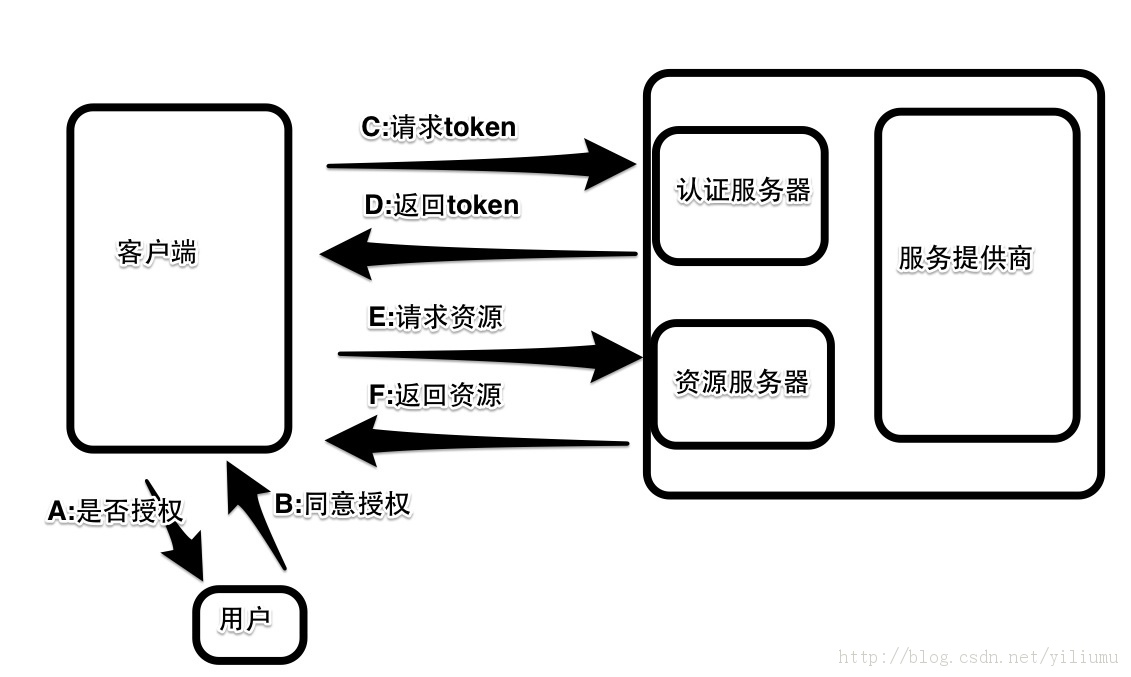 C:请求token
认证服务器
D:返回token
客户端
服务提供商
E:请求资源
资源服务器
F:返回资源
A:是否授权
B:同意授权
用户
http://blog.csdn.net/yiliumu